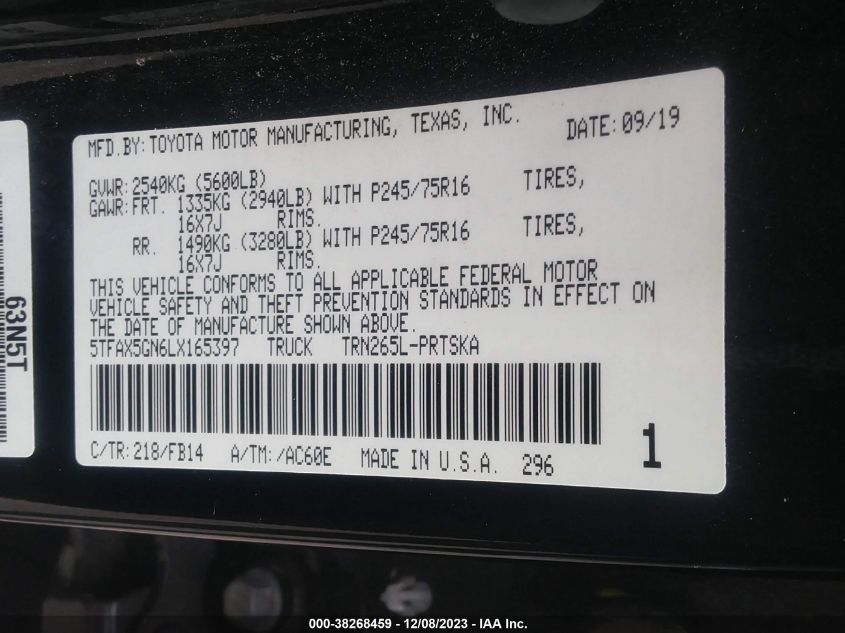 MFD.BY:TOYOTA MOTOR MANUFACTURING, TEXAS, INC. DATE:09/19
GVWR:2540KG (5600LB)
GAWR:FRT. 1335KG (2940LB) WITH P245/75R16 TIRES,
16X7J RIMS.
RR. 1490KG (3280LB) WITH P245/75R16 TIRES,
16X7J RIMS.
THIS VEHICLE CONFORMS TO ALL APPLICABLE FEDERAL MOTOR
VEHICLE SAFETY AND THEFT PREVENTION STANDARDS IN EFFECT ON
THE DATE OF MANUFACTURE SHOWN ABOVE.
5TFAX5GN6LX165397 TRUCK TRN265L-PRTSKA
C/TR:218/FB14 A/TM:/AC60E MADE IN U.S.A. 296
1
63N5T
000-38268459 - 12/08/2023 - IAA Inc.